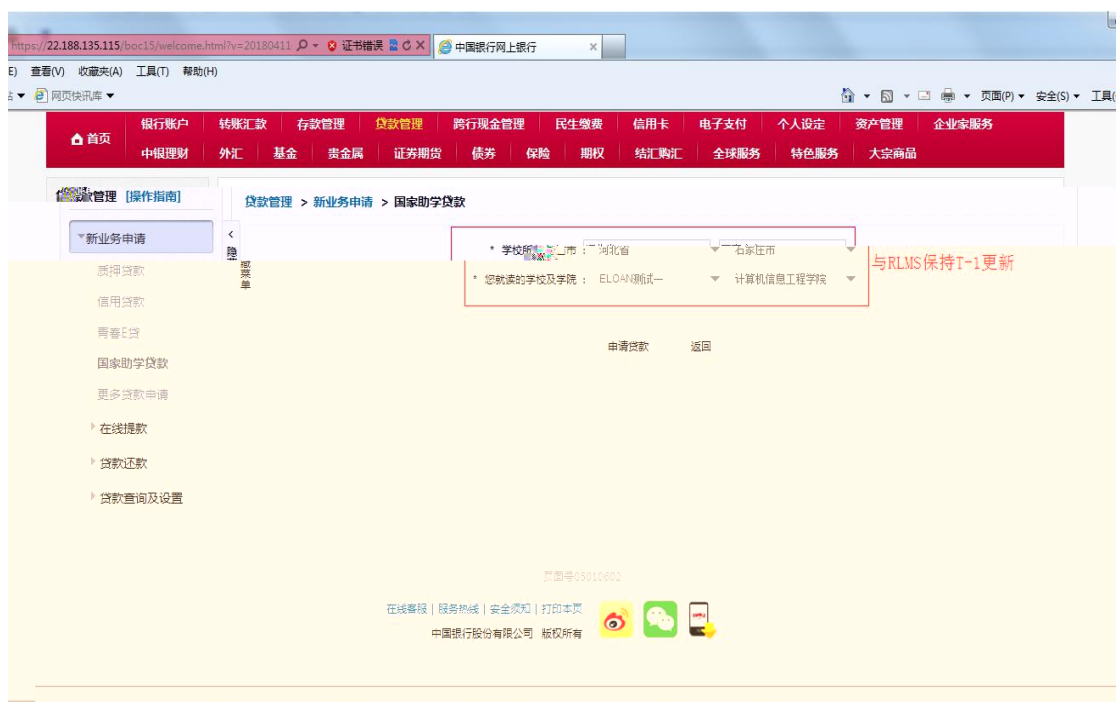 https://22.188.135.115/boc15/welcome.html?v=20180411 证书错误 中国银行网上银行
E) 查看(V) 收藏夹(A) 工具(T) 帮助(H)
网页快讯库 页面(P) 安全(S) 工具(
首页 银行账户 转账汇款 存款管理 贷款管理 跨行现金管理 民生缴费 信用卡 电子支付 个人设定 资产管理 企业家服务
中银理财 外汇 基金 贵金属 证券期货 债券 保险 期权 结汇购汇 全球服务 特色服务 大宗商品
管理 [操作指南]
贷款管理 > 新业务申请 > 国家助学贷款
新业务申请
隐藏菜单
* 学校所 市 : 河北省 石家庄市
与RLMS保持T-1更新
质押贷款
* 您就读的学校及学院 : ELOAN测试一 计算机信息工程学院
信用贷款
青春E贷
申请贷款 返回
国家助学贷款
更多贷款申请
在线提款
贷款还款
贷款查询及设置
页面号05010602
在线客服 | 服务热线 | 安全须知 | 打印本页
中国银行股份有限公司 版权所有